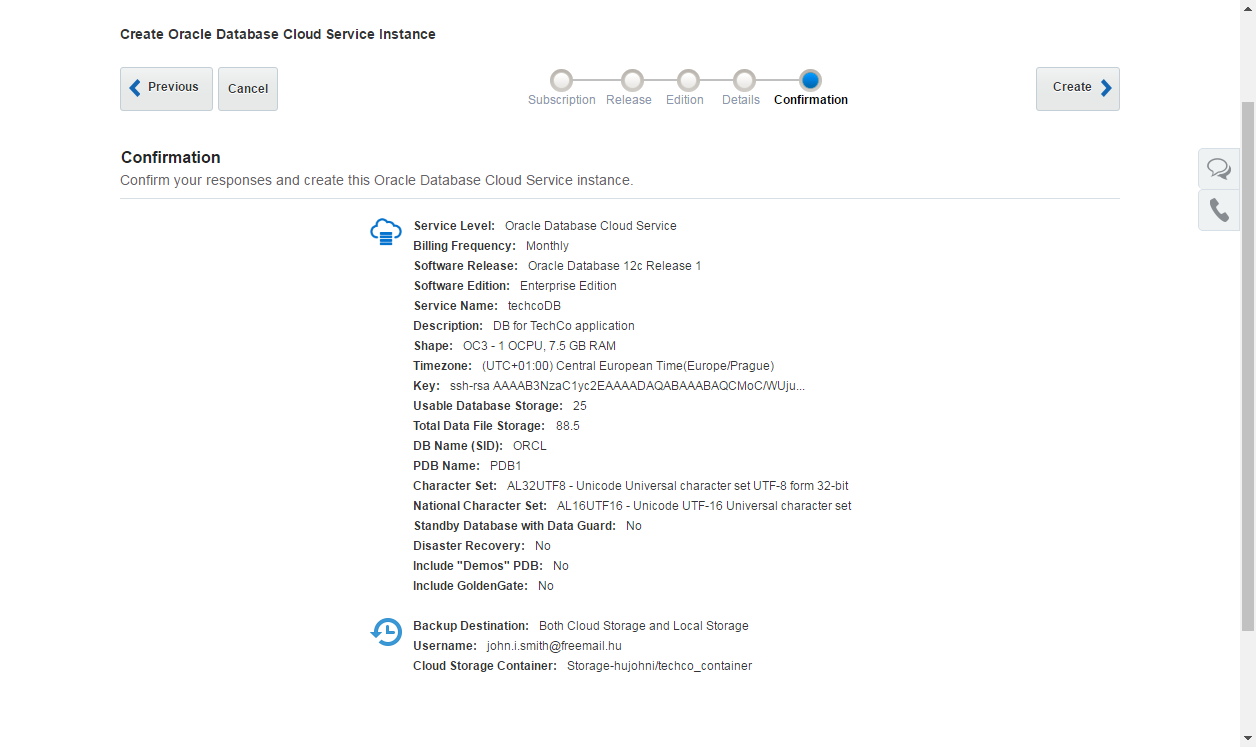 Create Oracle Database Cloud Service Instance
Previous
Cancel
Subscription
Release
Edition
Details
Confirmation
Create
Confirmation
Confirm your responses and create this Oracle Database Cloud Service instance.
Service Level: Oracle Database Cloud Service
Billing Frequency: Monthly
Software Release: Oracle Database 12c Release 1
Software Edition: Enterprise Edition
Service Name: techcoDB
Description: DB for TechCo application
Shape: OC3 - 1 OCPU, 7.5 GB RAM
Timezone: (UTC+01:00) Central European Time(Europe/Prague)
Key: ssh-rsa AAAAB3NzaC1yc2EAAAADAQABAAABAQCMoC/WUju...
Usable Database Storage: 25
Total Data File Storage: 88.5
DB Name (SID): ORCL
PDB Name: PDB1
Character Set: AL32UTF8 - Unicode Universal character set UTF-8 form 32-bit
National Character Set: AL16UTF16 - Unicode UTF-16 Universal character set
Standby Database with Data Guard: No
Disaster Recovery: No
Include "Demos" PDB: No
Include GoldenGate: No
Backup Destination: Both Cloud Storage and Local Storage
Username: john.i.smith@freemail.hu
Cloud Storage Container: Storage-hujohni/techco_container